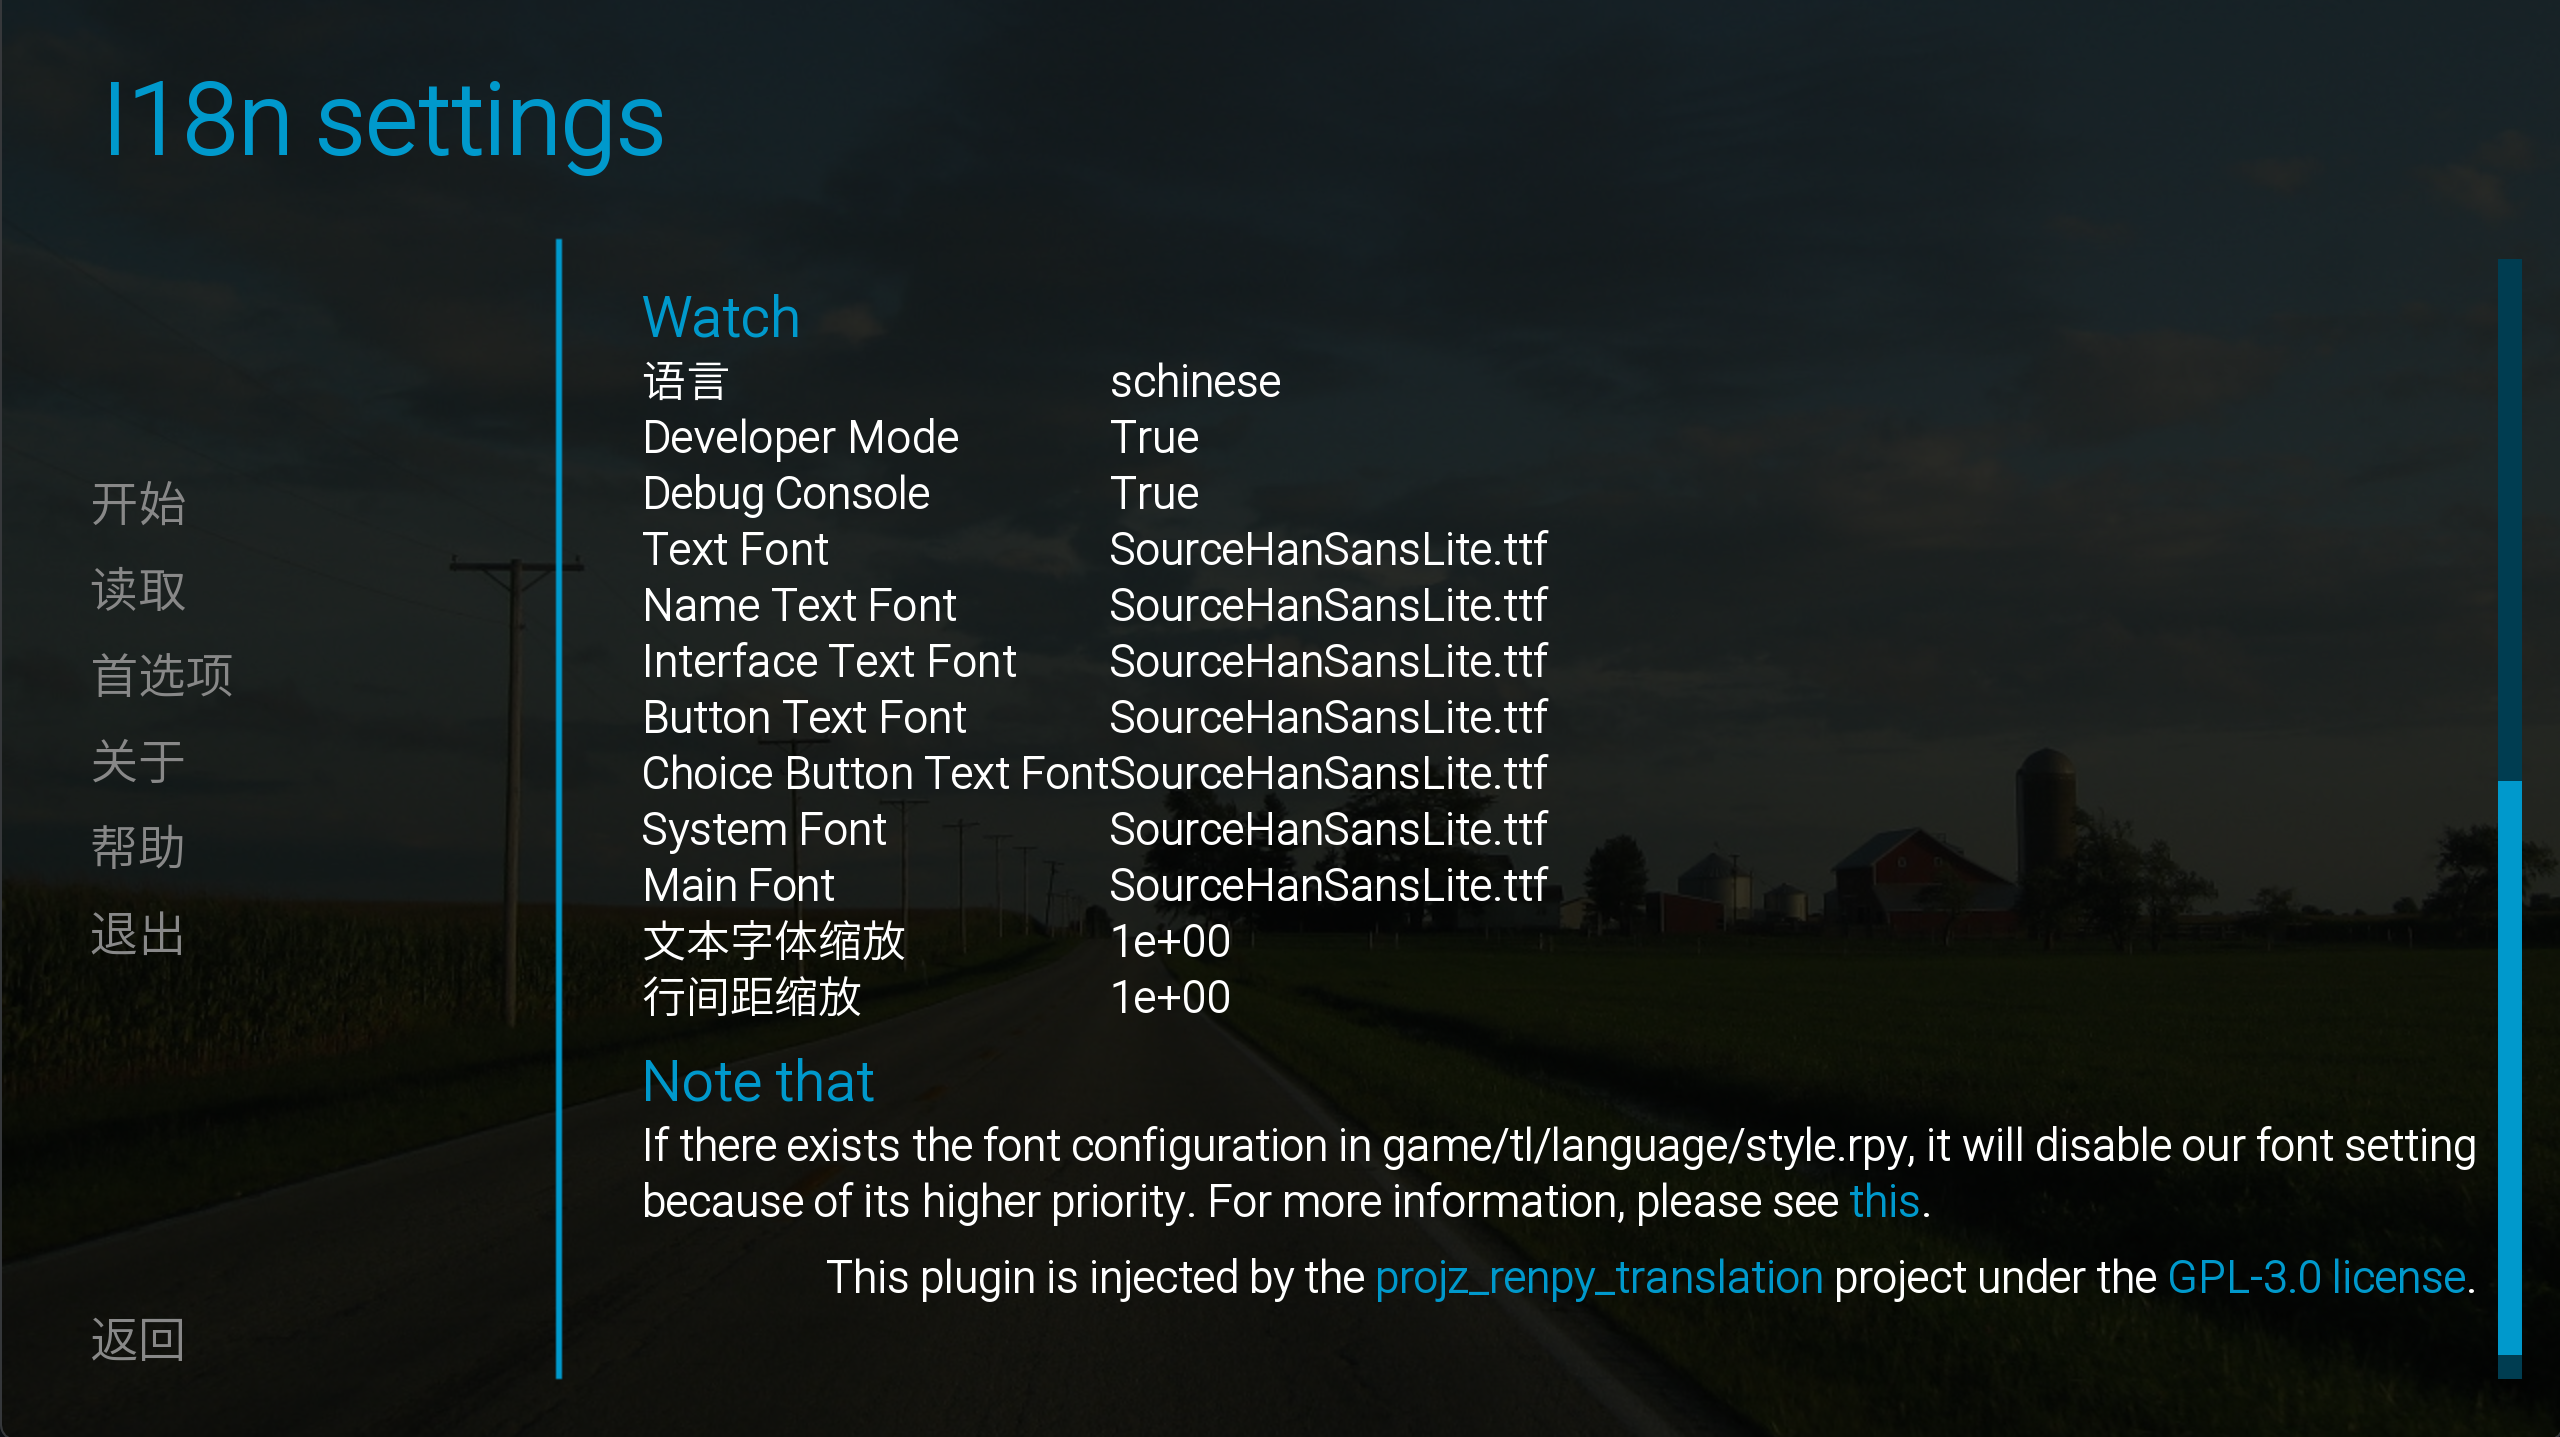 I18n settings
开始
读取
首选项
关于
帮助
退出
返回
Watch
语言 schinese
Developer Mode True
Debug Console True
Text Font SourceHanSansLite.ttf
Name Text Font SourceHanSansLite.ttf
Interface Text Font SourceHanSansLite.ttf
Button Text Font SourceHanSansLite.ttf
Choice Button Text Font SourceHanSansLite.ttf
System Font SourceHanSansLite.ttf
Main Font SourceHanSansLite.ttf
文本字体缩放 1e+00
行间距缩放 1e+00
Note that
If there exists the font configuration in game/tl/language/style.rpy, it will disable our font setting
because of its higher priority. For more information, please see this.
This plugin is injected by the projz_renpy_translation project under the GPL-3.0 license.